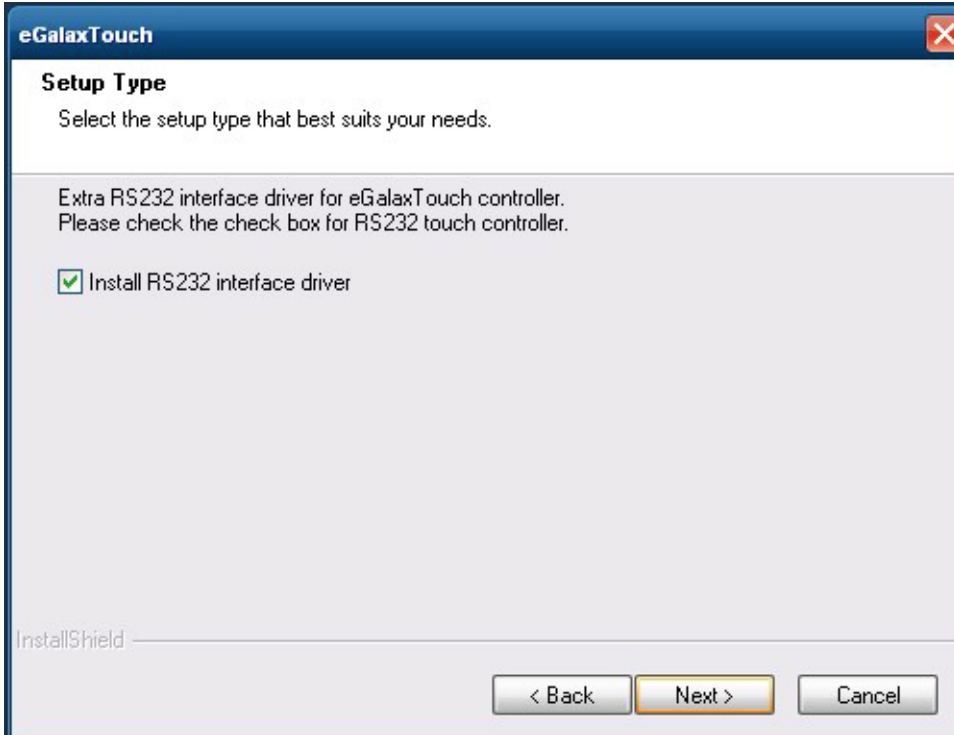 eGalaxTouch
Setup Type
Select the setup type that best suits your needs.
Extra RS232 interface driver for eGalaxTouch controller.
Please check the check box for RS232 touch controller.
Install RS232 interface driver
InstallShield
< Back Next > Cancel